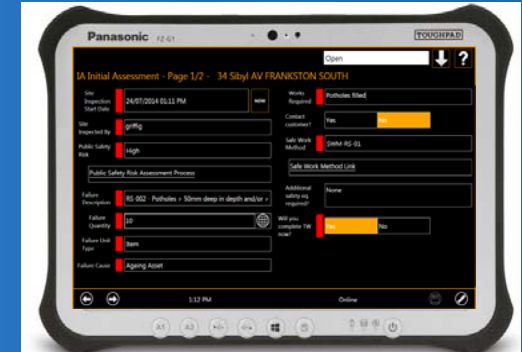 Panasonic FZ-G1
TOUGHPAD
Open
?
IA Initial Assessment - Page 1/2 - 34 Sibyl AV FRANKSTON SOUTH
Site Inspection Start Date
24/07/2014 01:11 PM
NOW
Site Inspected By
griffig
Public Safety Risk
High
Public Safety Risk Assessment Process
Failure Description
RS-002 - Potholes > 50mm deep in depth and/or >
Failure Quantity
10
Failure Unit Type
Item
Failure Cause
Ageing Asset
Works Required
Potholes filled
Contact customer?
Yes
No
Safe Work Method
SWM-RS-01
Safe Work Method Link
Additional safety eq required?
None
Will you complete TW now?
Yes
No
1:12 PM
Online
A1
A2